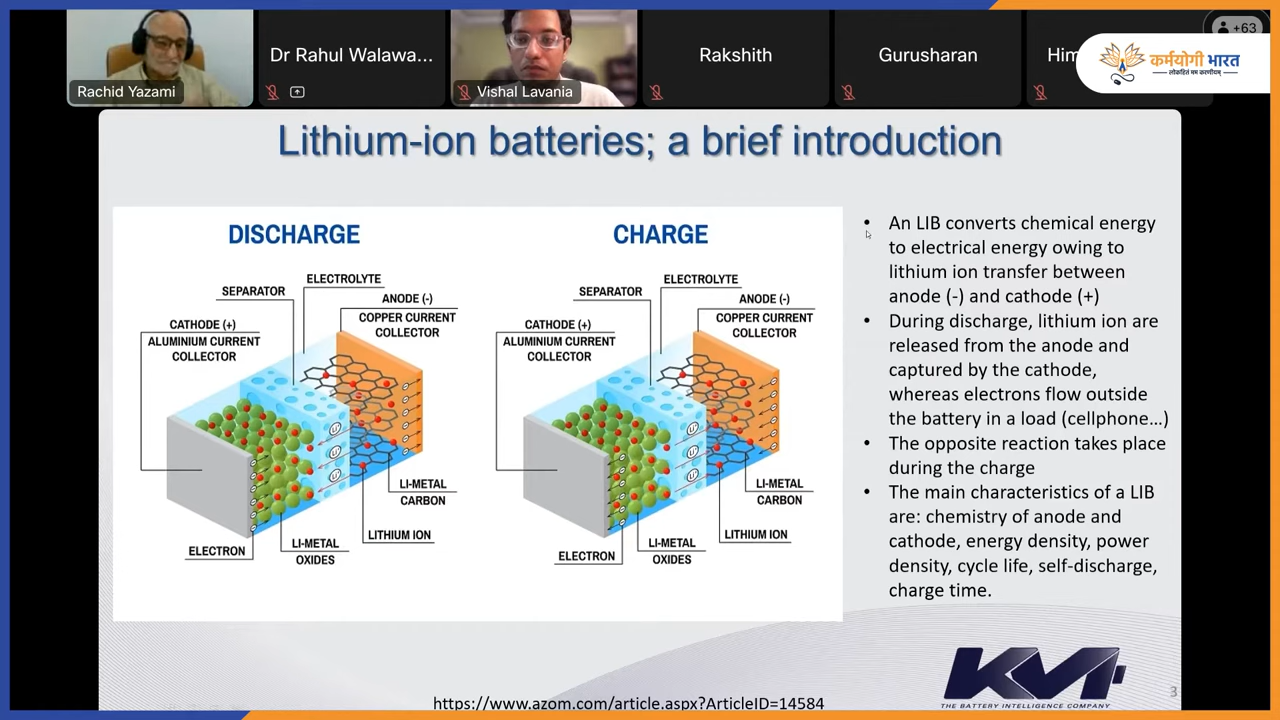 +63
Rachid Yazami
Dr Rahul Walawa...
Vishal Lavania
Rakshith
Gurusharan
Him
कर्मयोगी भारत
लोकहितं मम करणीयम्
Lithium-ion batteries; a brief introduction
DISCHARGE
ELECTROLYTE
SEPARATOR
ANODE (-)
COPPER CURRENT
COLLECTOR
CATHODE (+)
ALUMINIUM CURRENT
COLLECTOR
LI-METAL
CARBON
LITHIUM ION
LI-METAL
OXIDES
ELECTRON
CHARGE
ELECTROLYTE
SEPARATOR
ANODE (-)
COPPER CURRENT
COLLECTOR
CATHODE (+)
ALUMINIUM CURRENT
COLLECTOR
LI-METAL
CARBON
LITHIUM ION
LI-METAL
OXIDES
ELECTRON
• An LIB converts chemical energy
to electrical energy owing to
lithium ion transfer between
anode (-) and cathode (+)
• During discharge, lithium ion are
released from the anode and
captured by the cathode,
whereas electrons flow outside
the battery in a load (cellphone…)
• The opposite reaction takes place
during the charge
• The main characteristics of a LIB
are: chemistry of anode and
cathode, energy density, power
density, cycle life, self-discharge,
charge time.
KVI
THE BATTERY INTELLIGENCE COMPANY
3
https://www.azom.com/article.aspx?ArticleID=14584